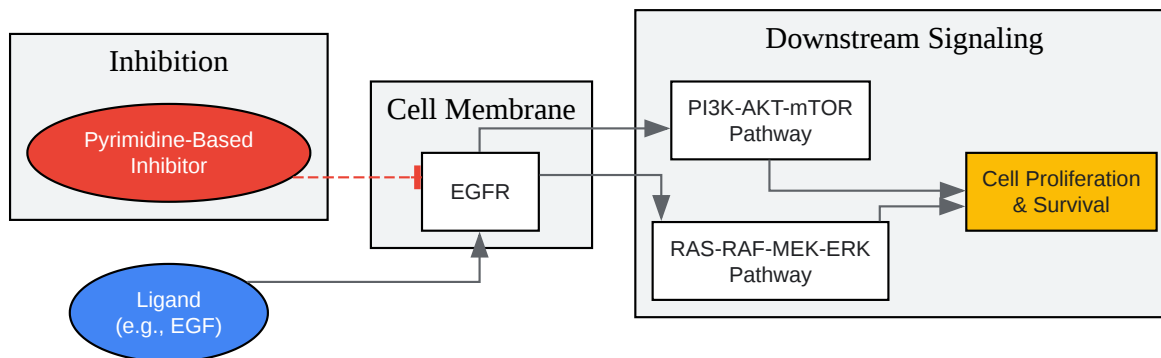 Inhibition
Pyrimidine-Based
Inhibitor
Ligand
(e.g., EGF)
Cell Membrane
EGFR
Downstream Signaling
PI3K-AKT-mTOR
Pathway
RAS-RAF-MEK-ERK
Pathway
Cell Proliferation
& Survival